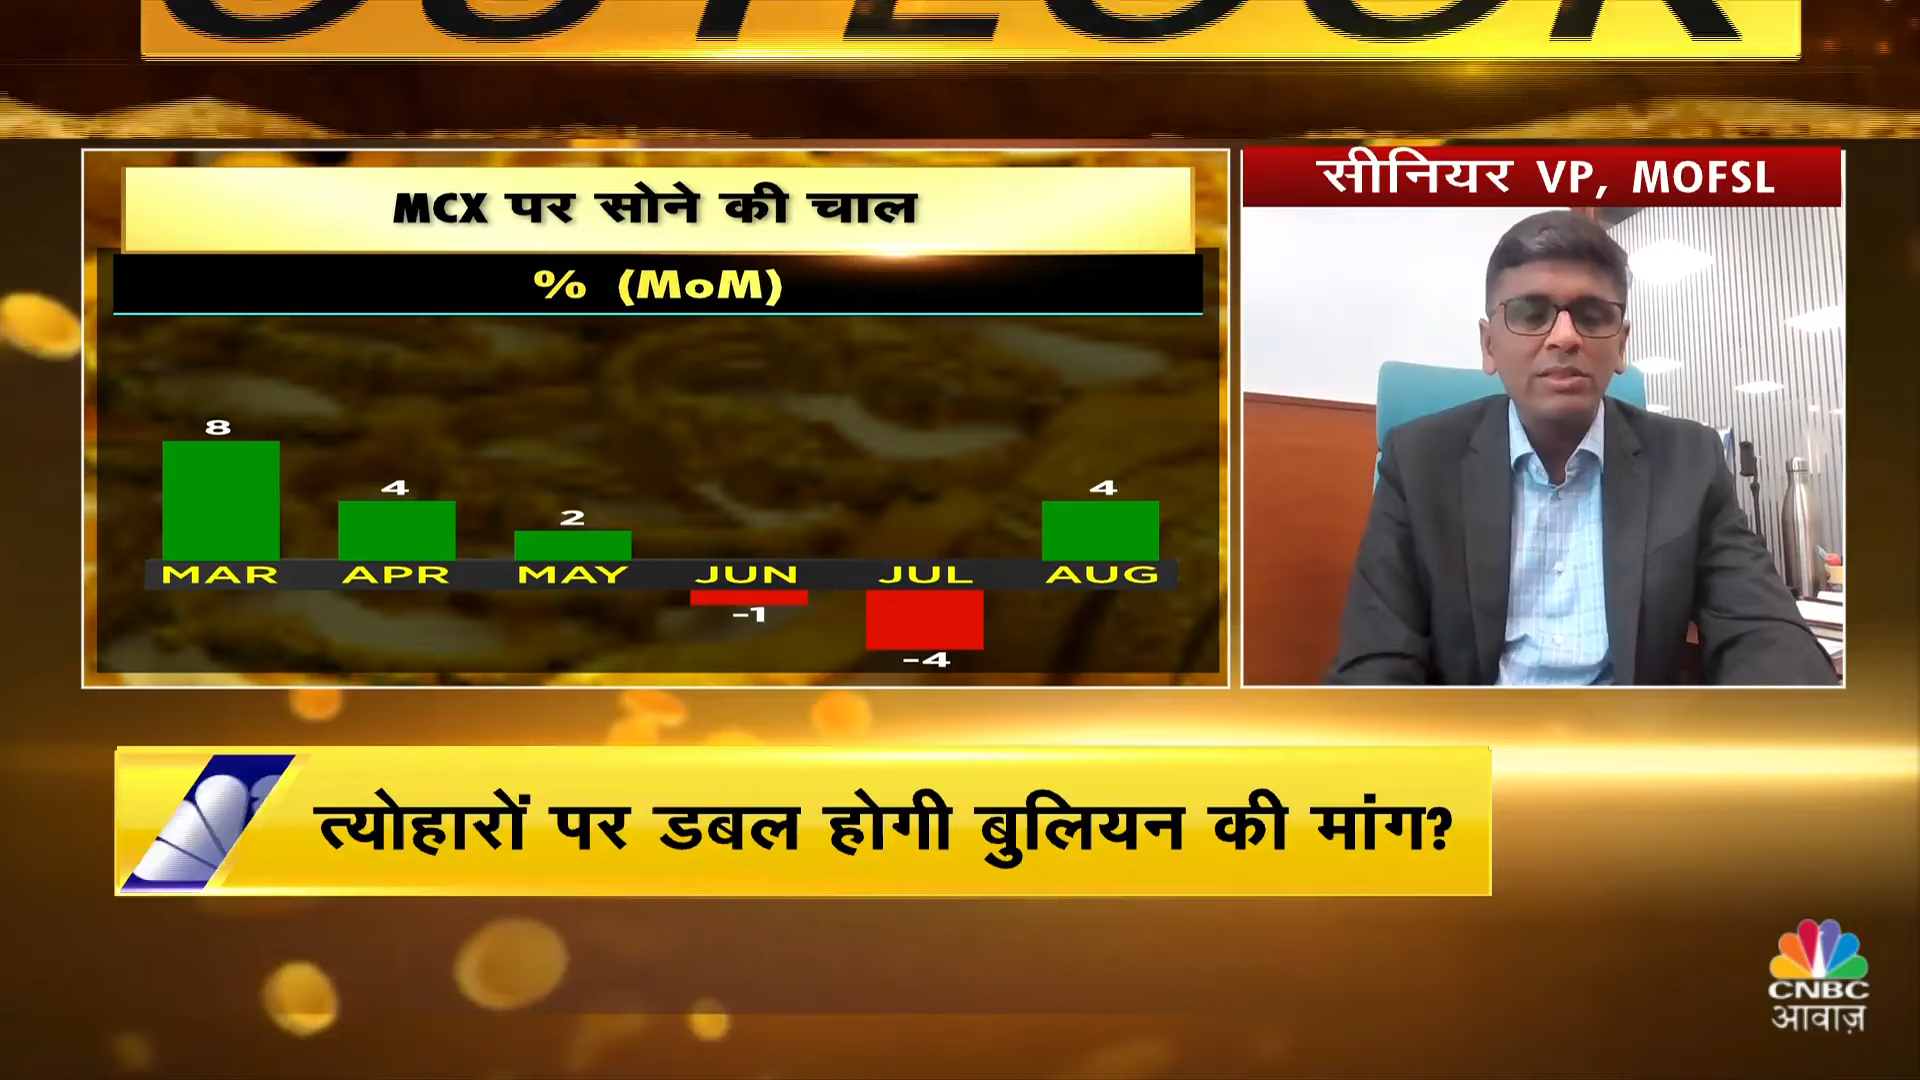 OUTLOOK
MCX पर सोने की चाल
% (MoM)
8
4
2
-1
-4
4
MAR
APR
MAY
JUN
JUL
AUG
सीनियर VP, MOFSL
त्योहारों पर डबल होगी बुलियन की मांग?
CNBC
आवाज़